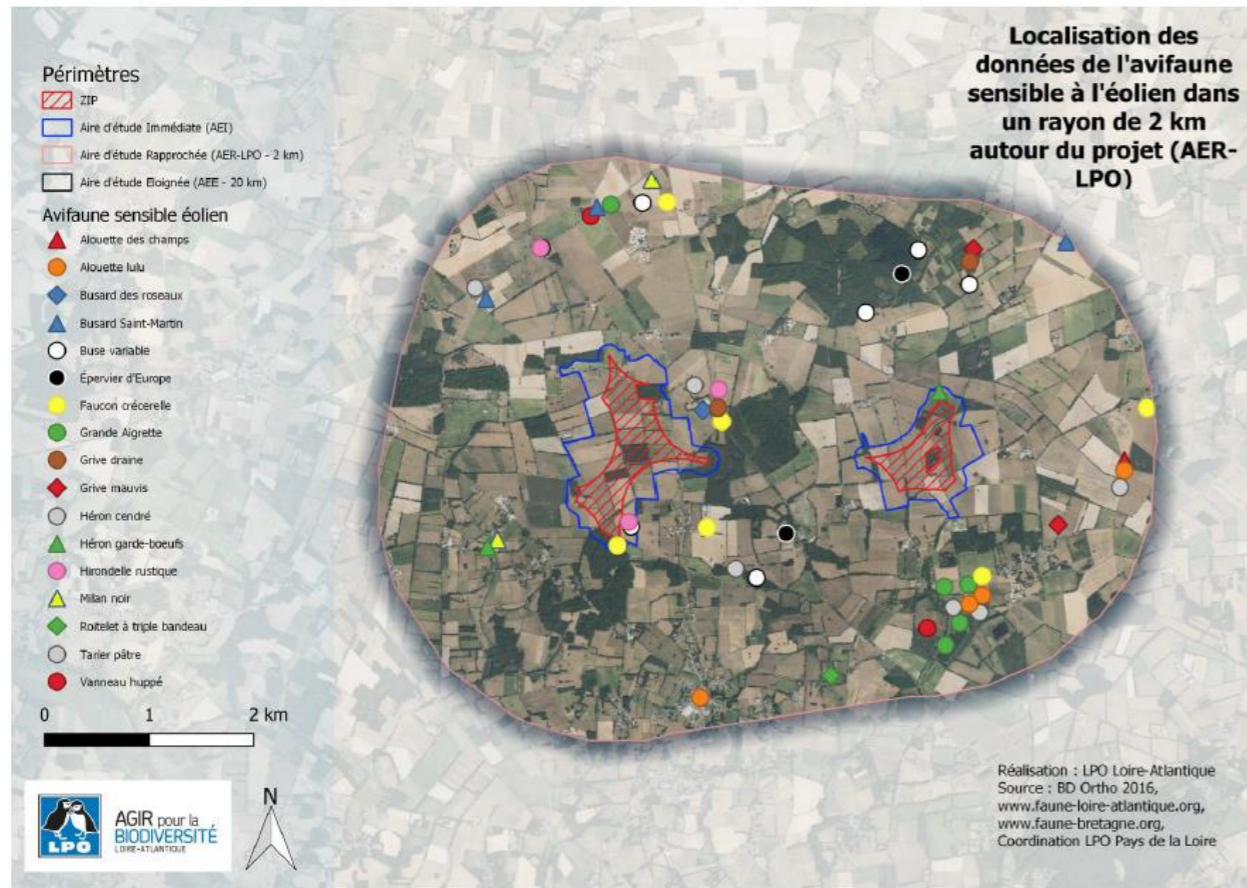 Localisation des
données de l'avifaune
sensible à l'éolien dans
un rayon de 2 km
autour du projet (AER-
LPO)
Périmètres
ZIP
Aire d'étude Immédiate (AEI)
Aire d'étude Rapprochée (AER-LPO - 2 km)
Aire d'étude Eloignée (AEE - 20 km)
Avifaune sensible éolien
Alouette des champs
Alouette lulu
Busard des roseaux
Busard Saint-Martin
Buse variable
Épervier d'Europe
Faucon crécerelle
Grande Aigrette
Grive draine
Grive mauvis
Héron cendré
Héron garde-boeufs
Hirondelle rustique
Milan noir
Roitelet à triple bandeau
Tarier pâtre
Vanneau huppé
0 1 2 km
LPO
AGIR pour la
BIODIVERSITÉ
LOIRE-ATLANTIQUE
N
Réalisation : LPO Loire-Atlantique
Source : BD Ortho 2016,
www.faune-loire-atlantique.org,
www.faune-bretagne.org,
Coordination LPO Pays de la Loire